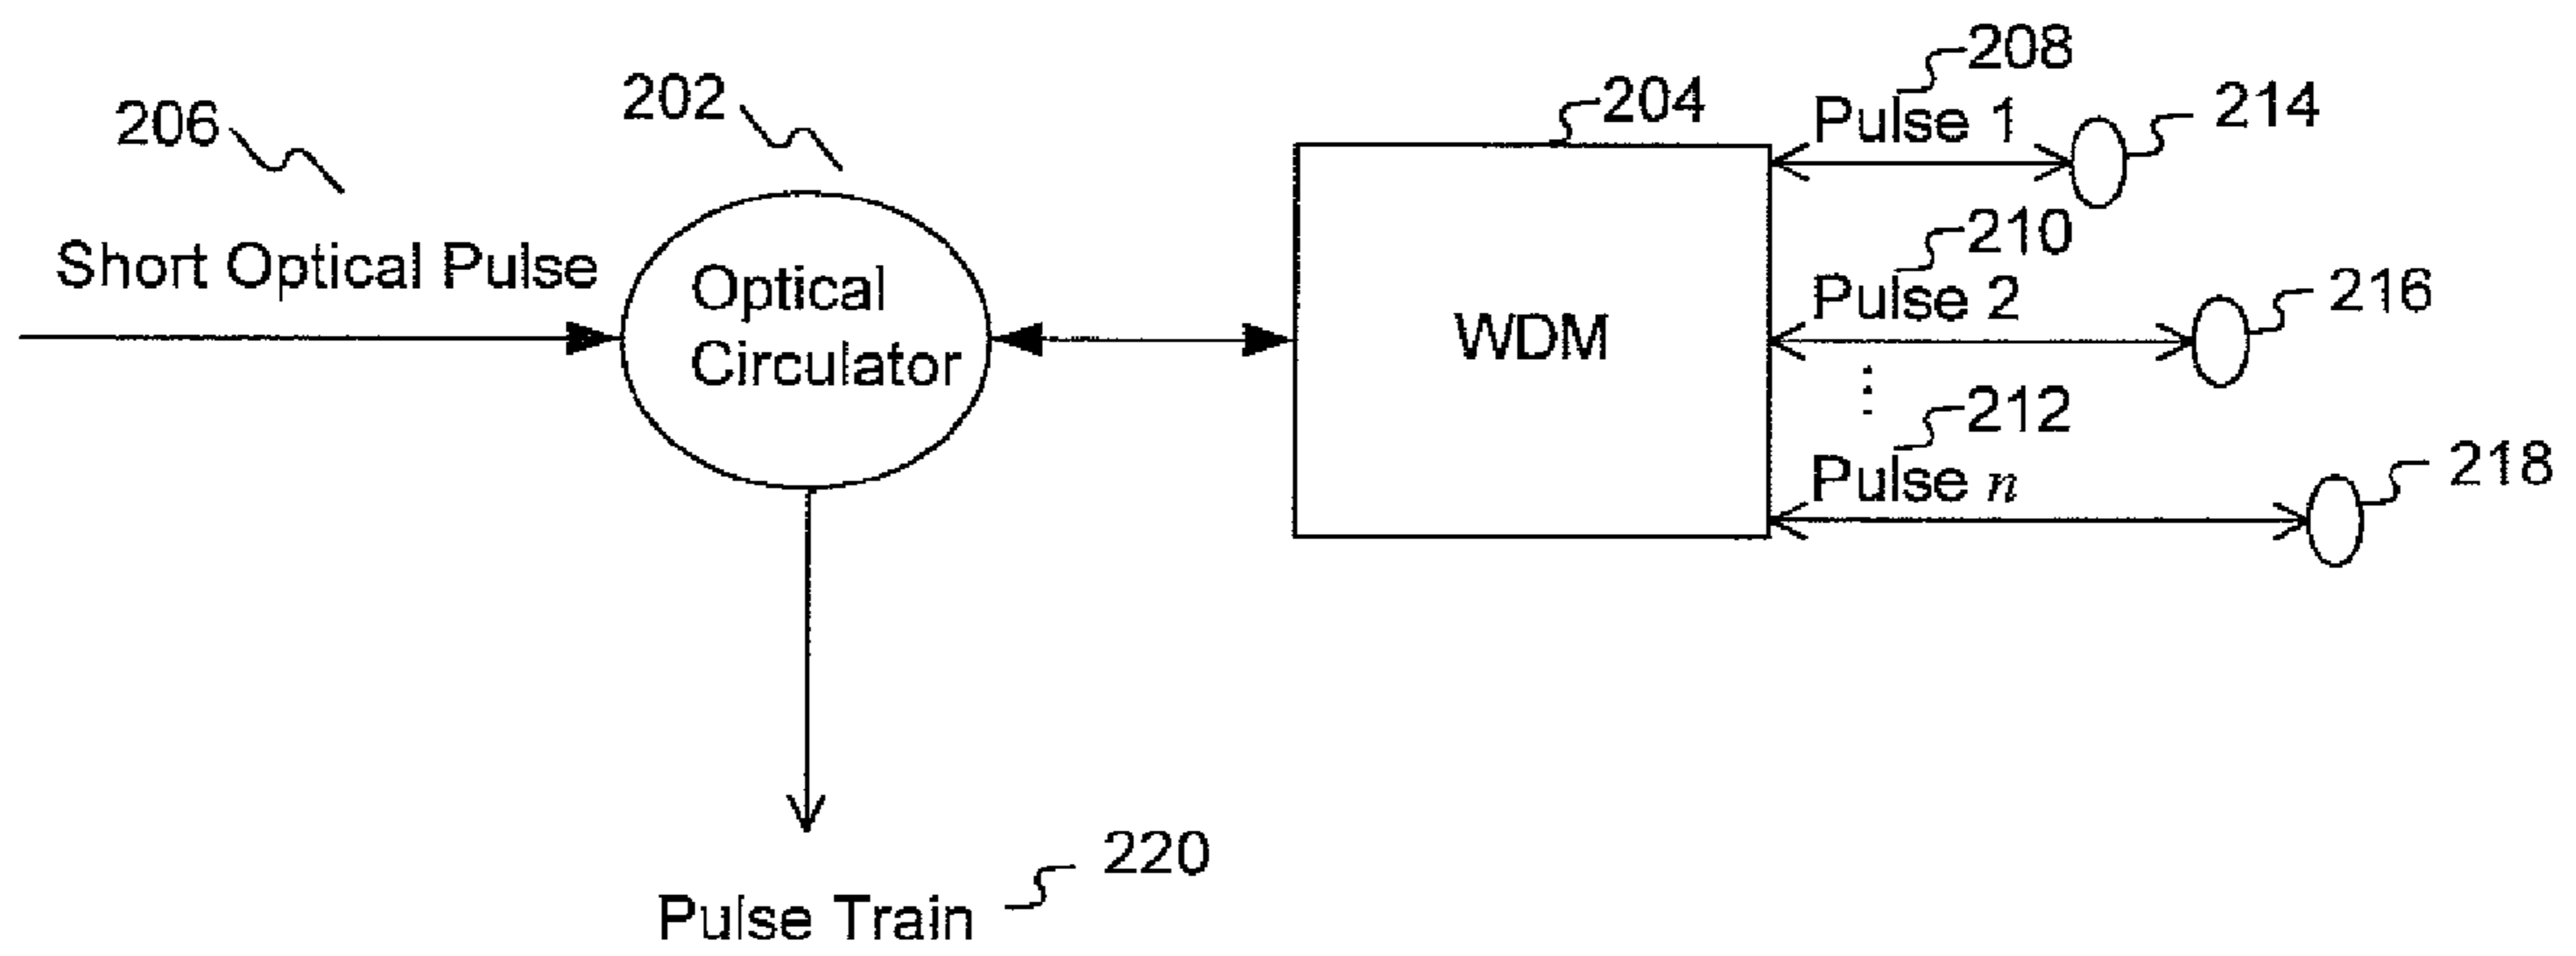 208
202
204
214
206
Pulse 1
210
Short Optical Pulse
Optical
Circulator
WDM
Pulse 2
216
⋮
212
Pulse n
218
220
Pulse Train